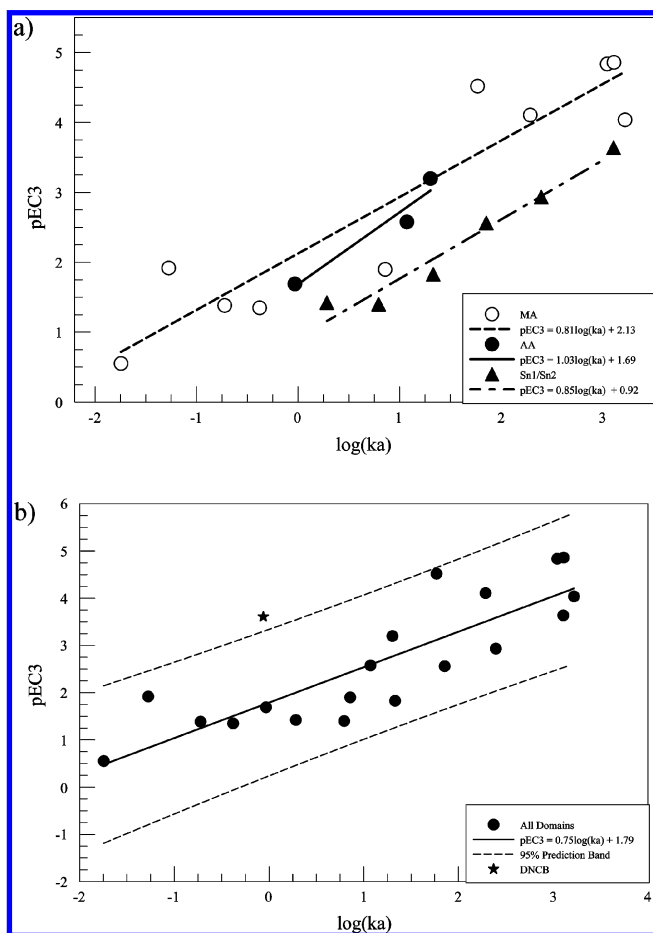 a)
5
4
3
2
1
0
pEC3
-2
-1
0
1
2
3
log(ka)
MA
pEC3 = 0.81log(ka) + 2.13
AA
pEC3 = 1.03log(ka) + 1.69
Sn1/Sn2
pEC3 = 0.85log(ka) + 0.92
b)
6
5
4
3
2
1
0
-1
-2
pEC3
-2
-1
0
1
2
3
4
log(ka)
All Domains
pEC3 = 0.75log(ka) + 1.79
95% Prediction Band
DNCB